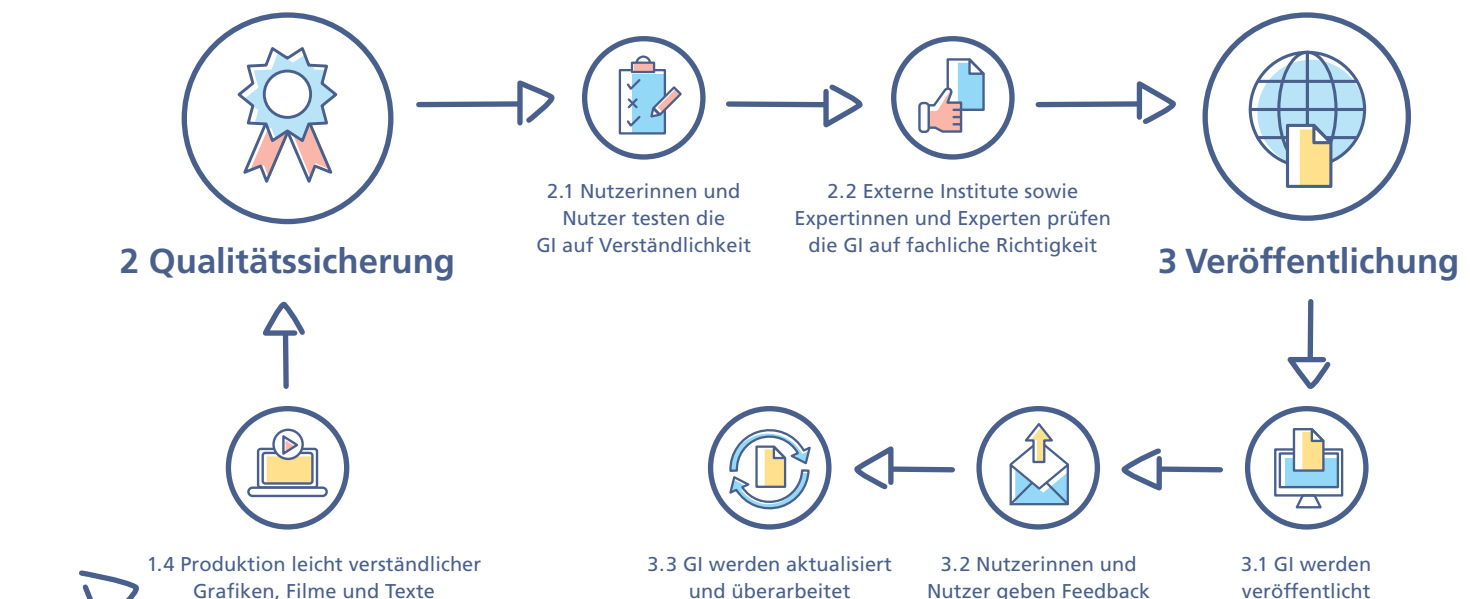 2.1 Nutzerinnen und
Nutzer testen die
GI auf Verständlichkeit
2.2 Externe Institute sowie
Expertinnen und Experten prüfen
die GI auf fachliche Richtigkeit
2 Qualitätssicherung
3 Veröffentlichung
1.4 Produktion leicht verständlicher
Grafiken, Filme und Texte
3.3 GI werden aktualisiert
und überarbeitet
3.2 Nutzerinnen und
Nutzer geben Feedback
3.1 GI werden
veröffentlicht